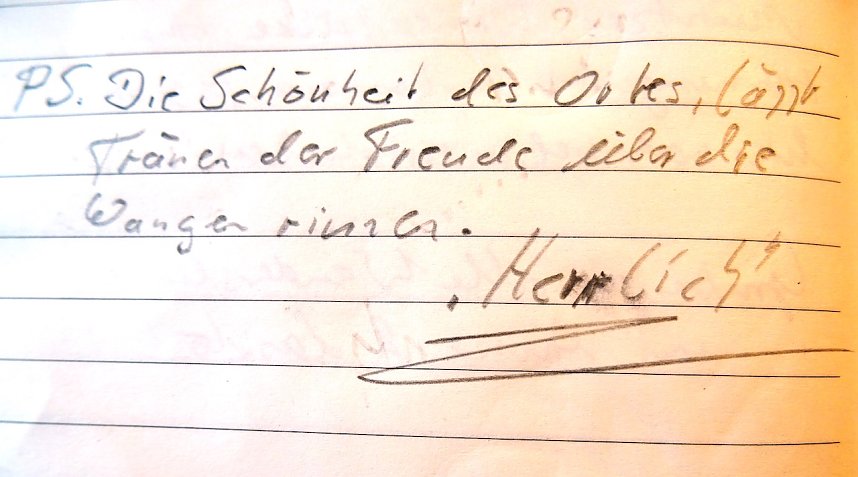 PS. Die Schönheit des Ortes, lässt
Tränen der Freude über die
Wangen rinnen.
„Herrlich“